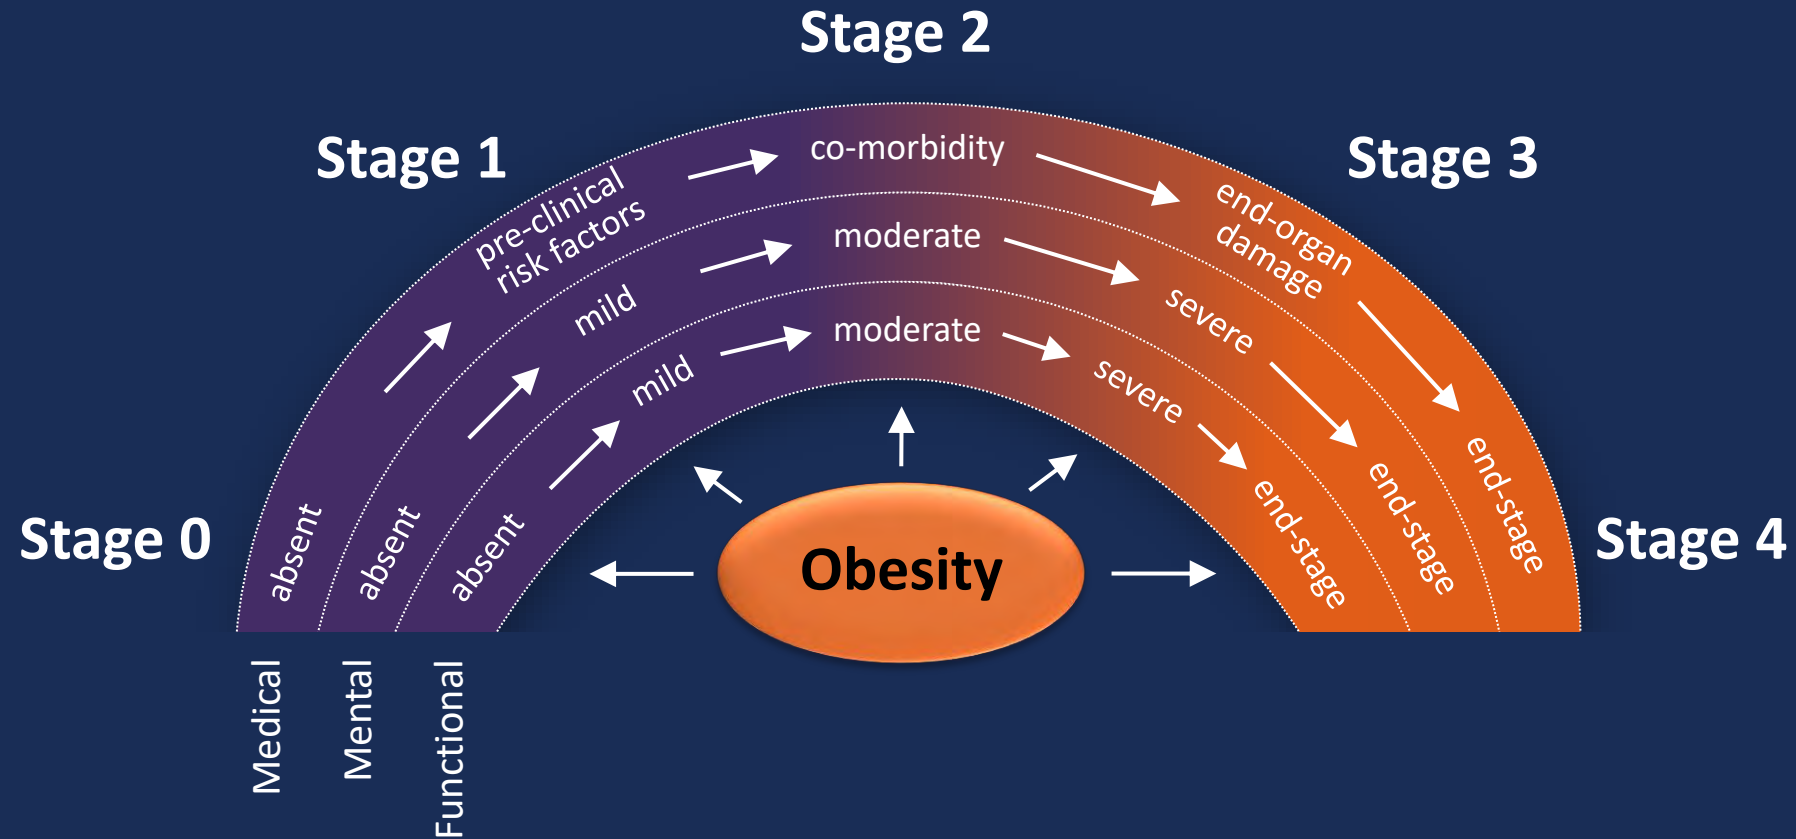 Stage 2
Stage 1
Stage 3
Stage 0
Stage 4
absent
pre-clinical
risk factors
co-morbidity
end-organ
damage
end-stage
absent
mild
moderate
severe
end-stage
absent
mild
moderate
severe
end-stage
Obesity
Medical
Mental
Functional